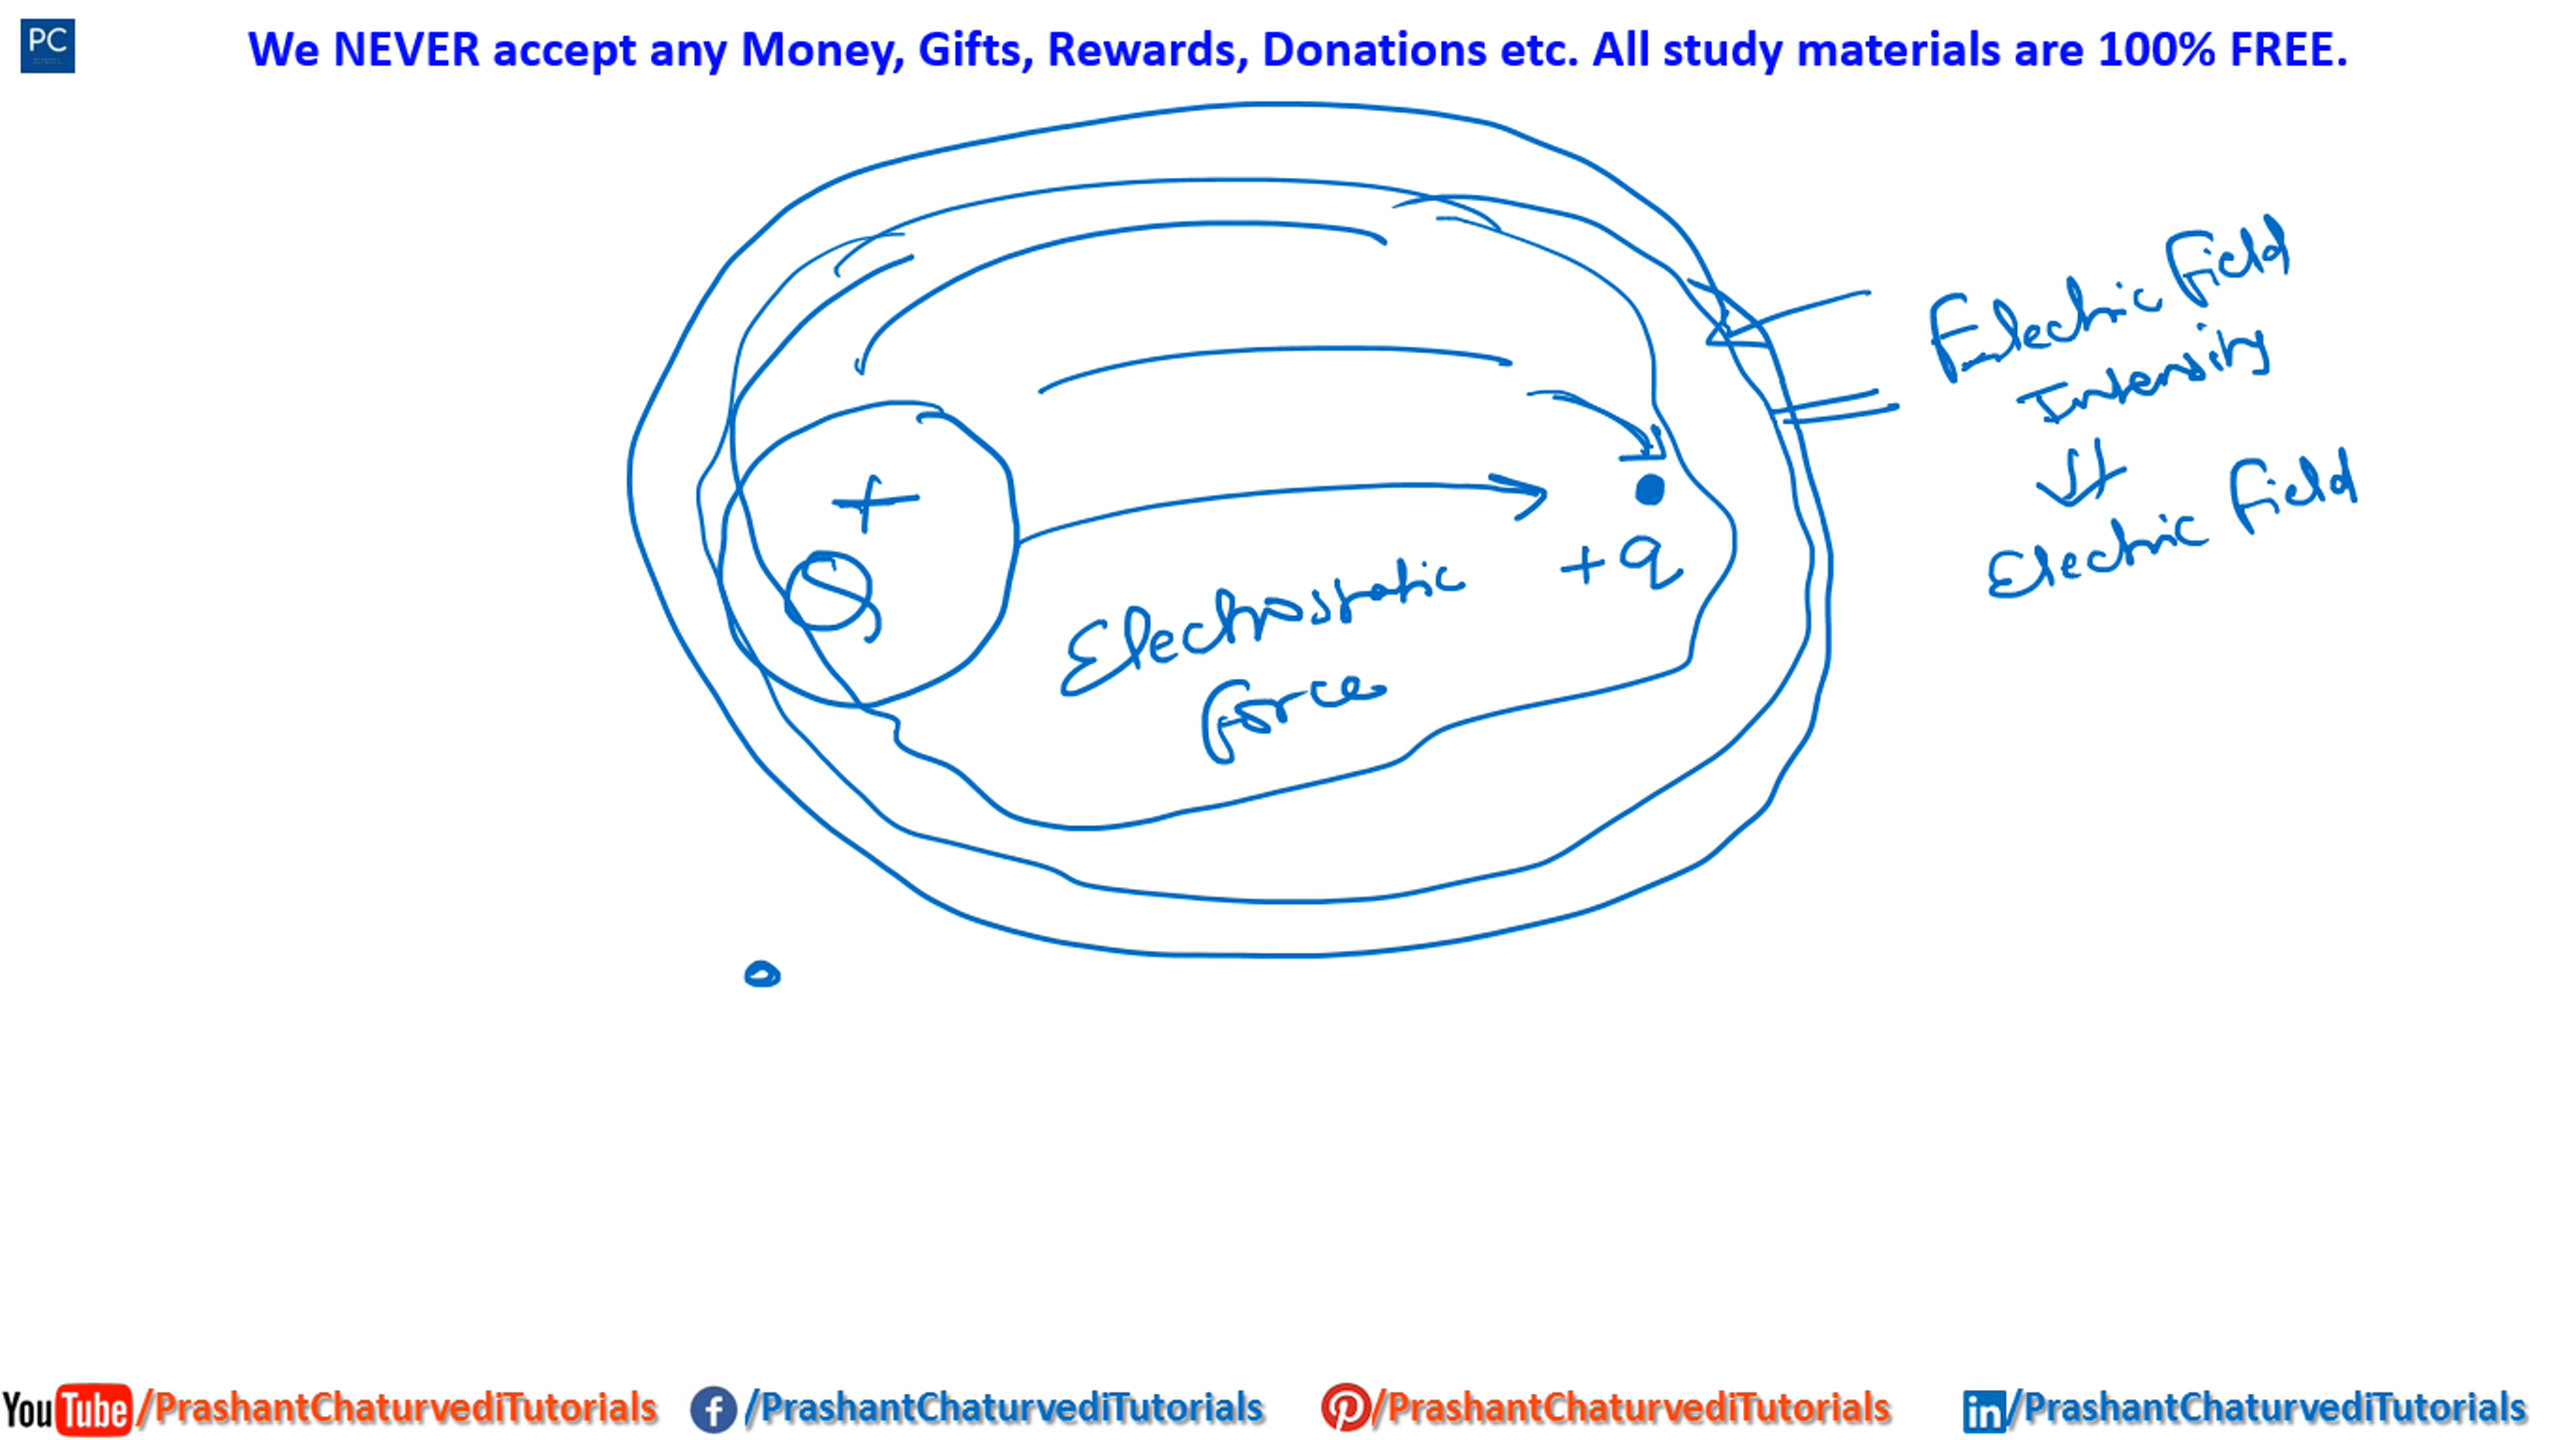 PC
We NEVER accept any Money, Gifts, Rewards, Donations etc. All study materials are 100% FREE.
Electric Field
Intensity
Electric Field
+
Q
+q
Electrostatic
Force
YouTube/PrashantChaturvediTutorials
f/PrashantChaturvediTutorials
/PrashantChaturvediTutorials
in/PrashantChaturvediTutorials